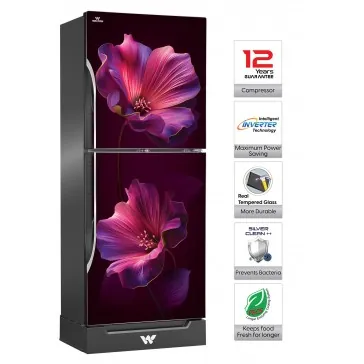 WALTON
12
Years
GUARANTEE
Compressor
Intelligent
INVERTER
Technology
Maximum Power
Saving
Real
Tempered Glass
More Durable
SILVER
CLEAN ++
Prevents Bacteria
Keeps food
Fresh for longer